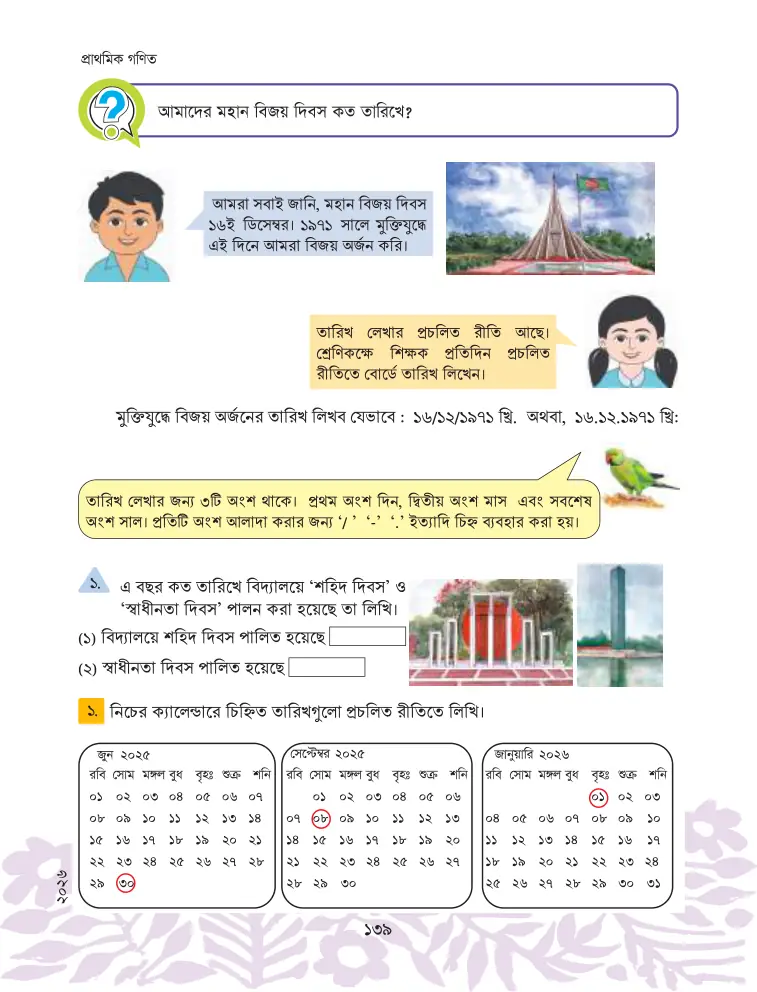 প্রাথমিক গণিত
আমাদের মহান বিজয় দিবস কত তারিখে?
আমরা সবাই জানি, মহান বিজয় দিবস
১৬ই ডিসেম্বর। ১৯৭১ সালে মুক্তিযুদ্ধে
এই দিনে আমরা বিজয় অর্জন করি।
তারিখ লেখার প্রচলিত রীতি আছে।
শ্রেণিকক্ষে শিক্ষক প্রতিদিন প্রচলিত
রীতিতে বোর্ডে তারিখ লিখেন।
মুক্তিযুদ্ধে বিজয় অর্জনের তারিখ লিখব যেভাবে : ১৬/১২/১৯৭১ খ্রি. অথবা, ১৬.১২.১৯৭১ খ্রি:
তারিখ লেখার জন্য ৩টি অংশ থাকে। প্রথম অংশ দিন, দ্বিতীয় অংশ মাস এবং সবশেষ
অংশ সাল। প্রতিটি অংশ আলাদা করার জন্য ‘/ ’ ‘-’ ‘.’ ইত্যাদি চিহ্ন ব্যবহার করা হয়।
১. এ বছর কত তারিখে বিদ্যালয়ে ‘শহিদ দিবস’ ও
‘স্বাধীনতা দিবস’ পালন করা হয়েছে তা লিখি।
(১) বিদ্যালয়ে শহিদ দিবস পালিত হয়েছে
(২) স্বাধীনতা দিবস পালিত হয়েছে
১. নিচের ক্যালেন্ডারে চিহ্নিত তারিখগুলো প্রচলিত রীতিতে লিখি।
জুন ২০২৫
রবি সোম মঙ্গল বুধ বৃহঃ শুক্র শনি
০১ ০২ ০৩ ০৪ ০৫ ০৬ ০৭
০৮ ০৯ ১০ ১১ ১২ ১৩ ১৪
১৫ ১৬ ১৭ ১৮ ১৯ ২০ ২১
২২ ২৩ ২৪ ২৫ ২৬ ২৭ ২৮
২৯ ৩০
সেপ্টেম্বর ২০২৫
রবি সোম মঙ্গল বুধ বৃহঃ শুক্র শনি
০১ ০২ ০৩ ০৪ ০৫ ০৬
০৭ ০৮ ০৯ ১০ ১১ ১২ ১৩
১৪ ১৫ ১৬ ১৭ ১৮ ১৯ ২০
২১ ২২ ২৩ ২৪ ২৫ ২৬ ২৭
২৮ ২৯ ৩০
জানুয়ারি ২০২৬
রবি সোম মঙ্গল বুধ বৃহঃ শুক্র শনি
০১ ০২ ০৩
০৪ ০৫ ০৬ ০৭ ০৮ ০৯ ১০
১১ ১২ ১৩ ১৪ ১৫ ১৬ ১৭
১৮ ১৯ ২০ ২১ ২২ ২৩ ২৪
২৫ ২৬ ২৭ ২৮ ২৯ ৩০ ৩১
২০২৬
১৩৯